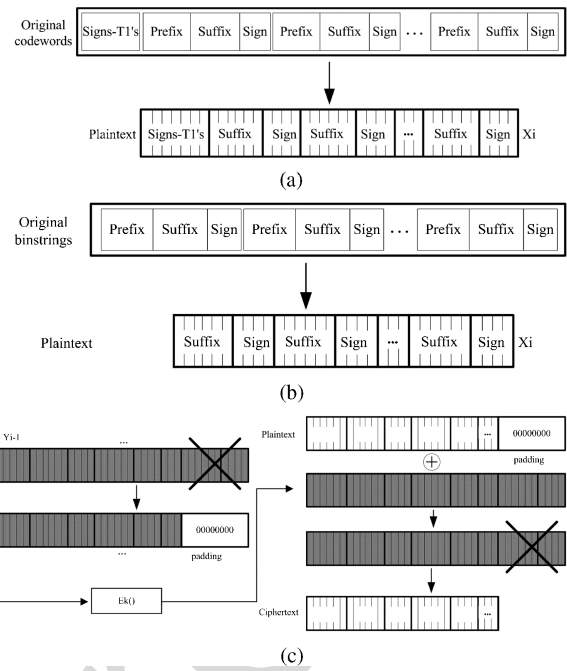 Original codewords Signs-T1's Prefix Suffix Sign Prefix Suffix Sign ... Prefix Suffix Sign
Plaintext Signs-T1's Suffix Sign Suffix Sign ... Suffix Sign Xi
(a)
Original binstrings Prefix Suffix Sign Prefix Suffix Sign ... Prefix Suffix Sign
Plaintext Suffix Sign Suffix Sign ... Suffix Sign Xi
(b)
Yi-1 ...
00000000
... padding
Ek()
Plaintext ... 00000000
padding
Ciphertext ...
(c)